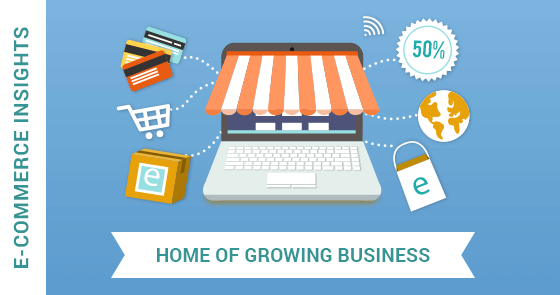 E-COMMERCE INSIGHTS
50%
e
e
HOME OF GROWING BUSINESS